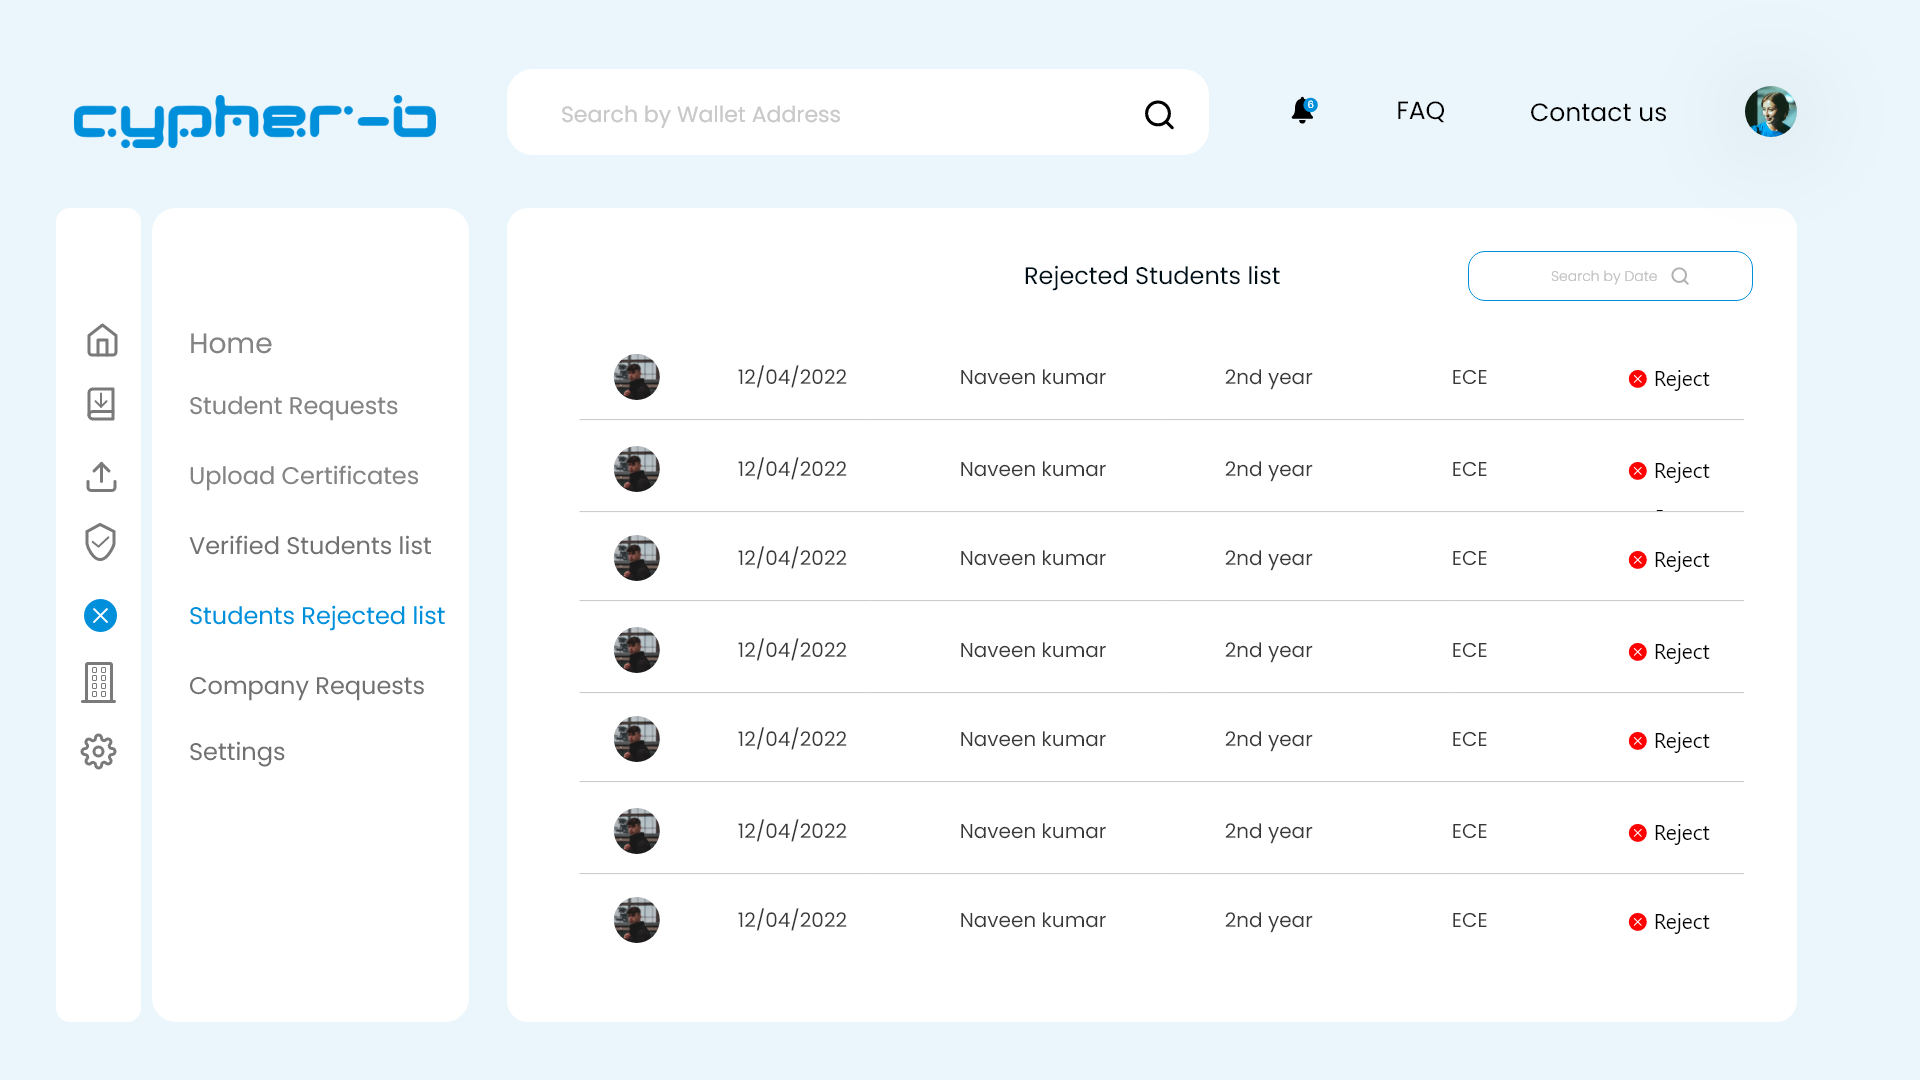 cypher-b
Search by Wallet Address
6
FAQ
Contact us
Home
Student Requests
Upload Certificates
Verified Students list
Students Rejected list
Company Requests
Settings
Rejected Students list
Search by Date
12/04/2022 Naveen kumar 2nd year ECE Reject
12/04/2022 Naveen kumar 2nd year ECE Reject
12/04/2022 Naveen kumar 2nd year ECE Reject
12/04/2022 Naveen kumar 2nd year ECE Reject
12/04/2022 Naveen kumar 2nd year ECE Reject
12/04/2022 Naveen kumar 2nd year ECE Reject
12/04/2022 Naveen kumar 2nd year ECE Reject